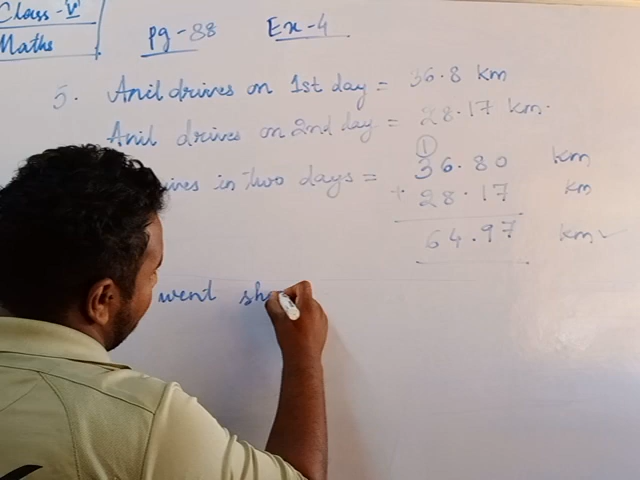 Class - V
Maths
pg-88 Ex-4
5. Anil drives on 1st day = 36.8 km
Anil drives on 2nd day = 28.17 km.
1
in two days = 36.80 km
+ 28.17 km
64.97 km
went sh